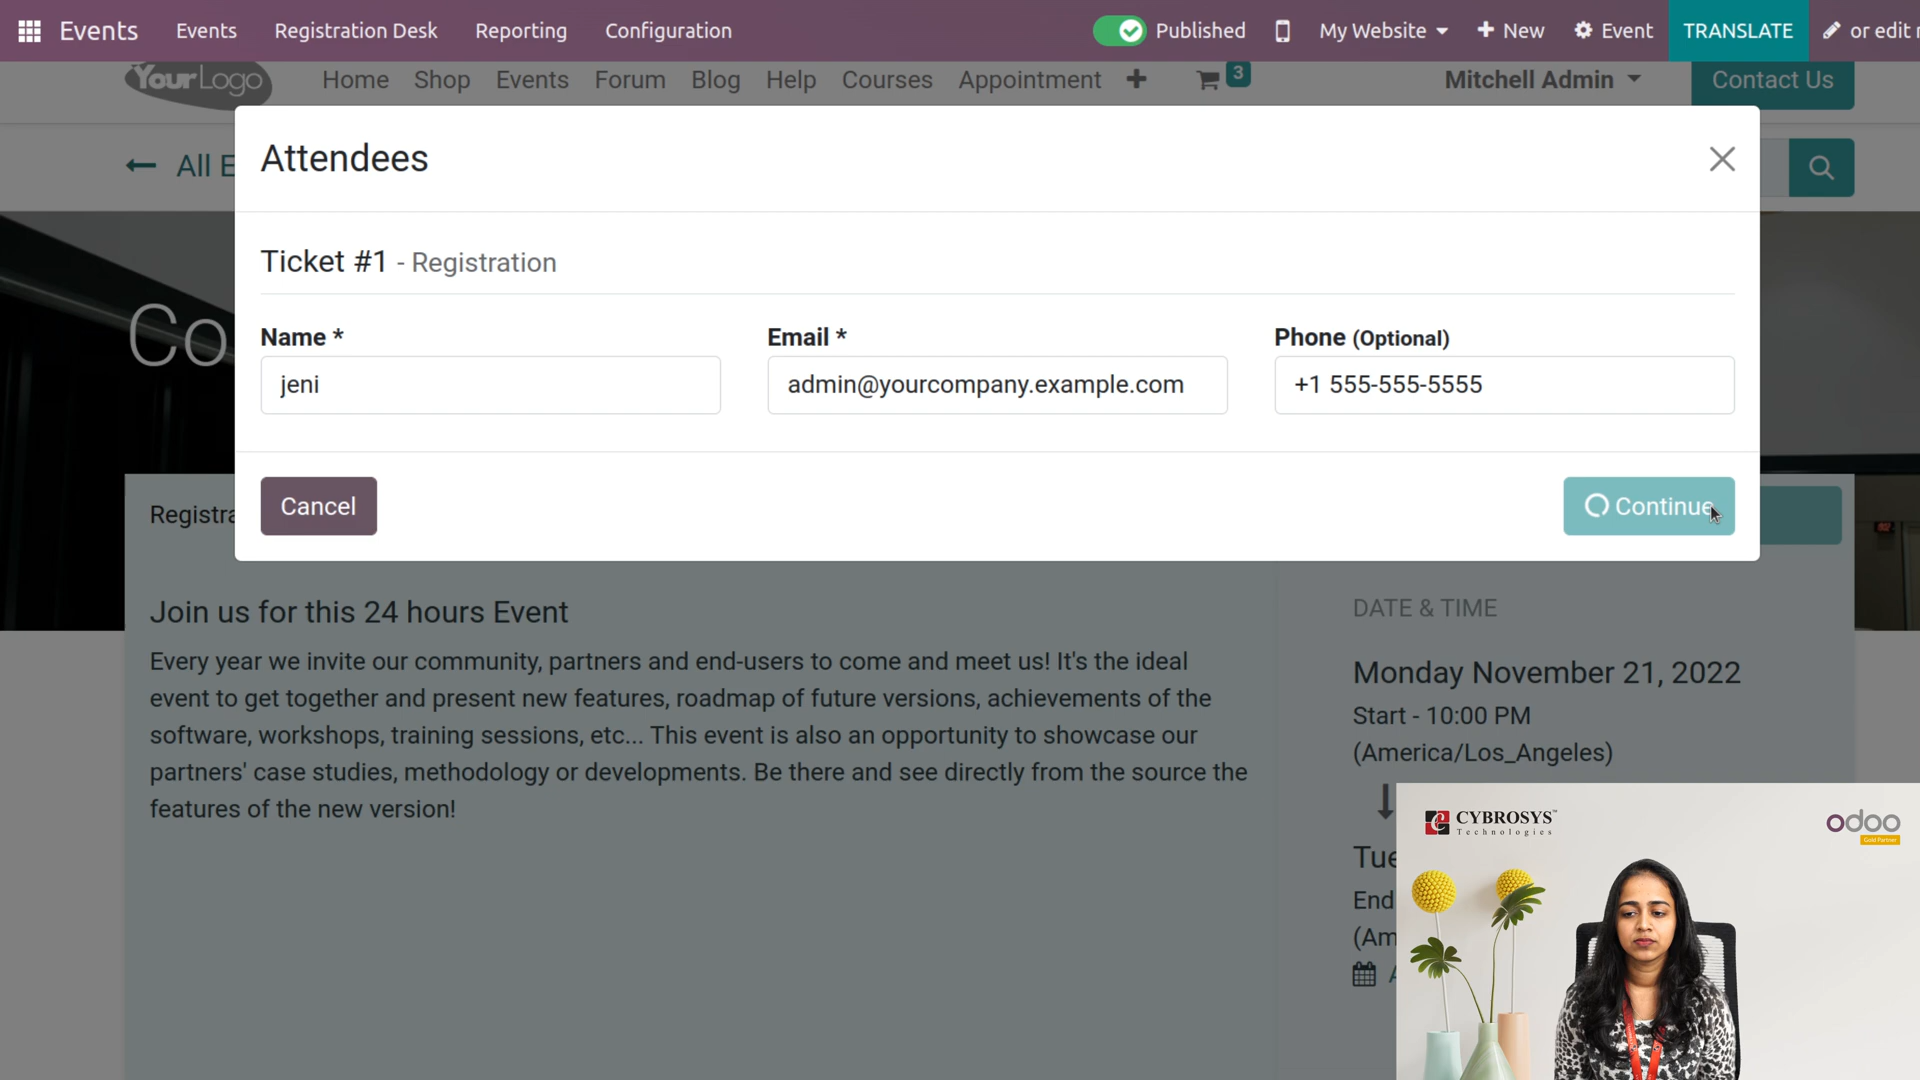 Events Events Registration Desk Reporting Configuration Published My Website + New Event TRANSLATE or edit
YourLogo Home Shop Events Forum Blog Help Courses Appointment + 3 Mitchell Admin Contact Us
All E
Attendees
Ticket #1 - Registration
Co
Name * Email * Phone (Optional)
jeni admin@yourcompany.example.com +1 555-555-5555
Cancel Continue
Registra
Join us for this 24 hours Event
Every year we invite our community, partners and end-users to come and meet us! It's the ideal
event to get together and present new features, roadmap of future versions, achievements of the
software, workshops, training sessions, etc... This event is also an opportunity to showcase our
partners' case studies, methodology or developments. Be there and see directly from the source the
features of the new version!
DATE & TIME
Monday November 21, 2022
Start - 10:00 PM
(America/Los_Angeles)
Tue
End
(Am
CYBROSYS™
Technologies
odoo
Gold Partner